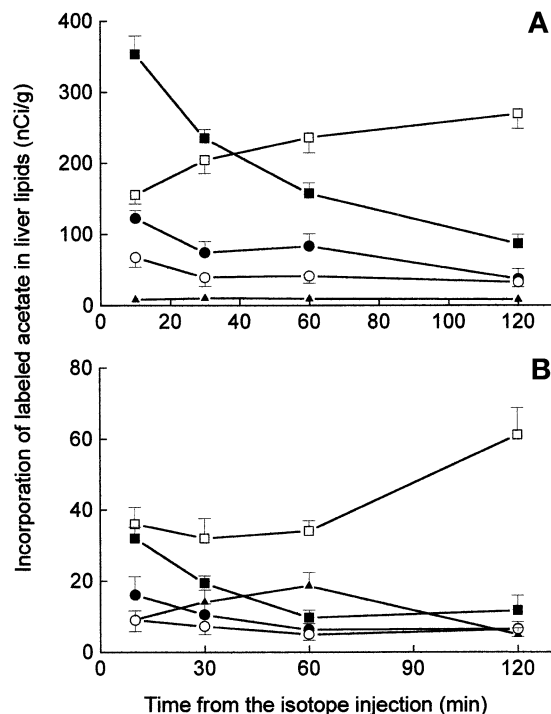 A
400
300
200
100
0
0 20 40 60 80 100 120
B
80
60
40
20
0
0 30 60 90 120
Incorporation of labeled acetate in liver lipids (nCi/g)
Time from the isotope injection (min)